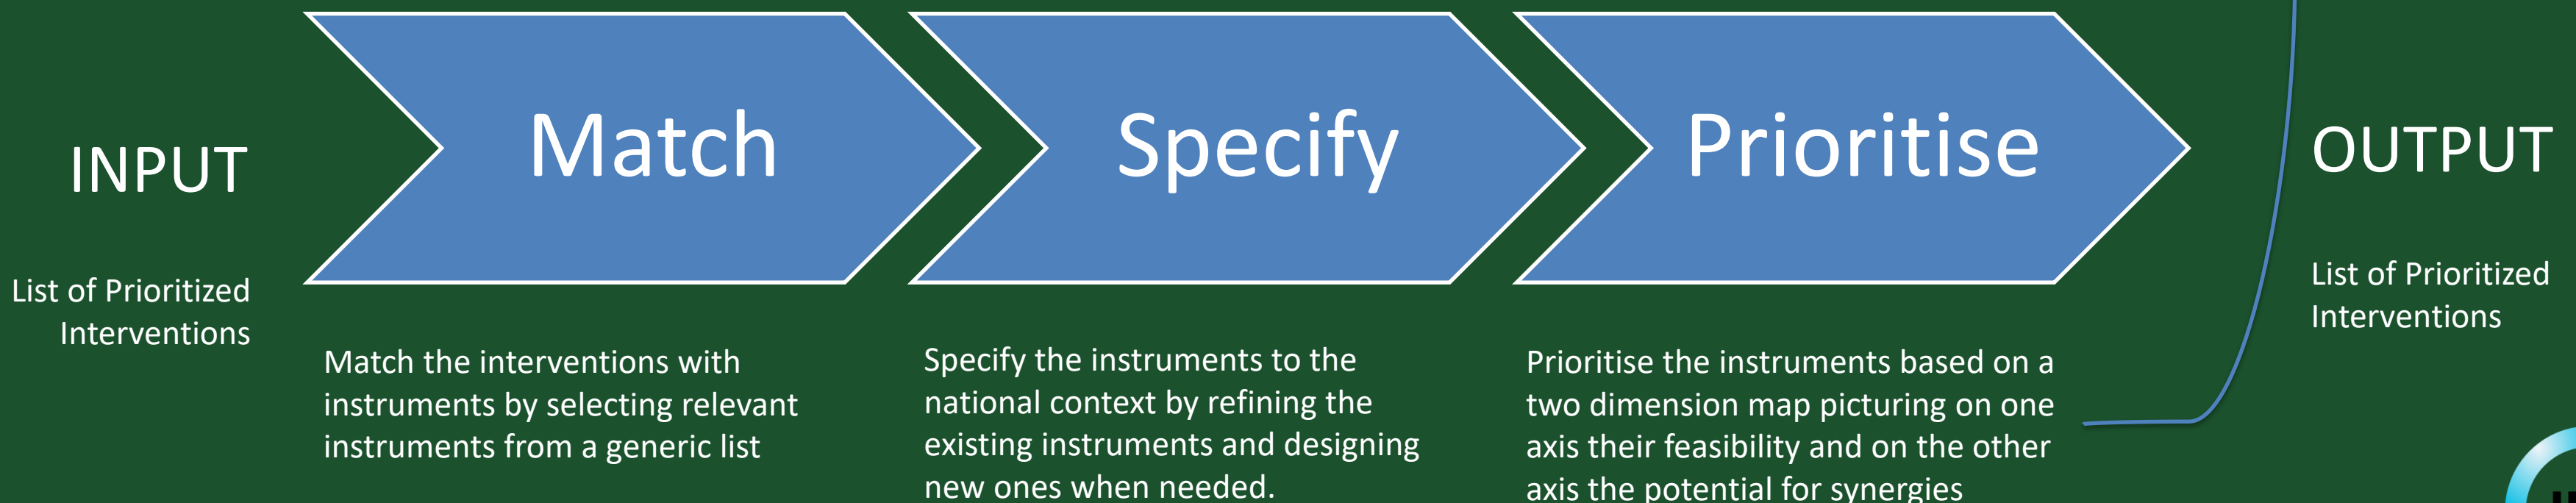 INPUT
List of Prioritized
Interventions
Match
Match the interventions with
instruments by selecting relevant
instruments from a generic list
Specify
Specify the instruments to the
national context by refining the
existing instruments and designing
new ones when needed.
Prioritise
Prioritise the instruments based on a
two dimension map picturing on one
axis their feasibility and on the other
axis the potential for synergies
OUTPUT
List of Prioritized
Interventions